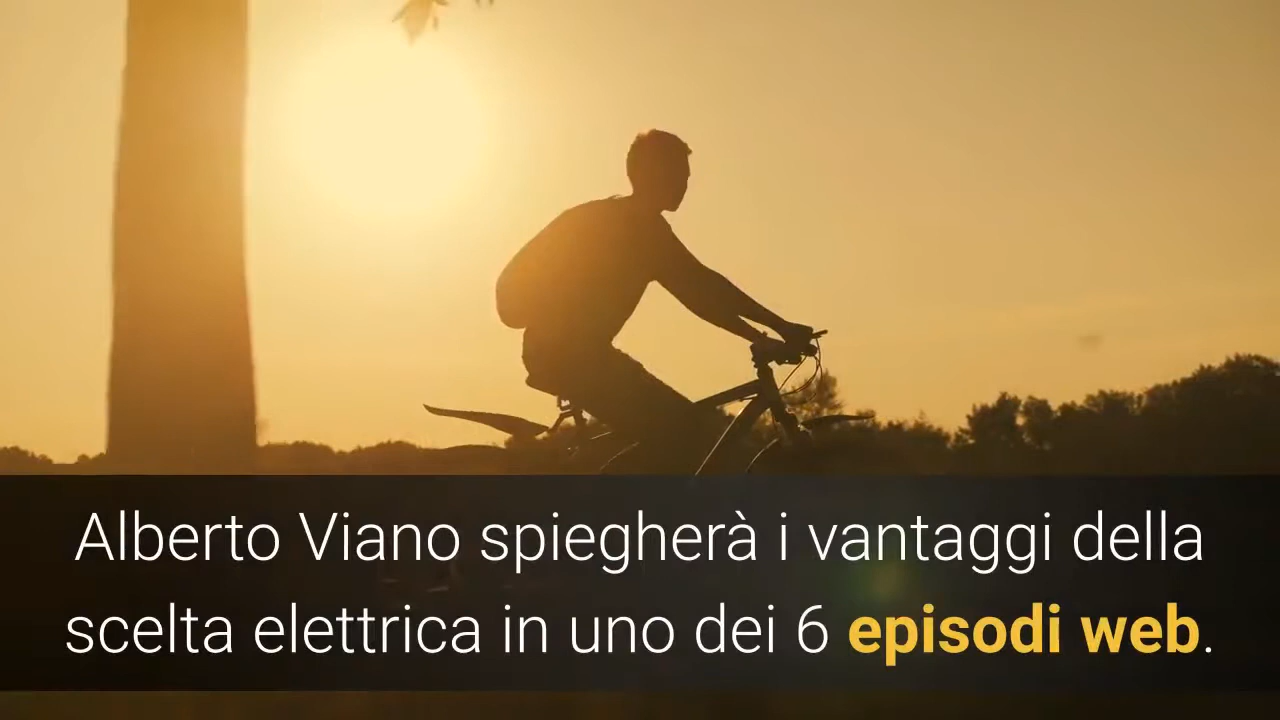 Alberto Viano spiegherà i vantaggi della
scelta elettrica in uno dei 6 episodi web.